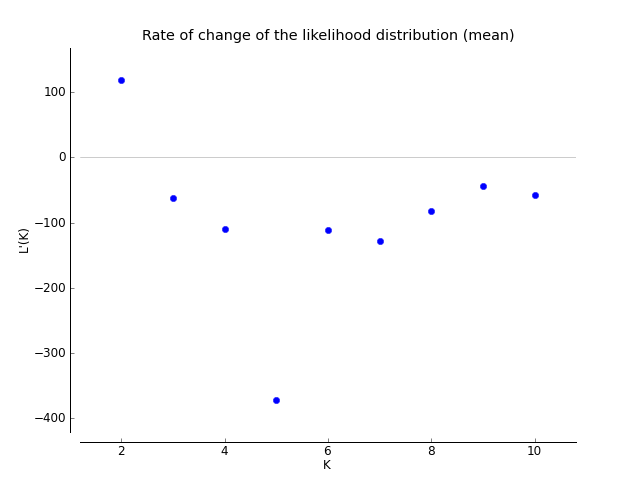 Rate of change of the likelihood distribution (mean)
100
0
−100
−200
−300
−400
L'(K)
2 4 6 8 10
K